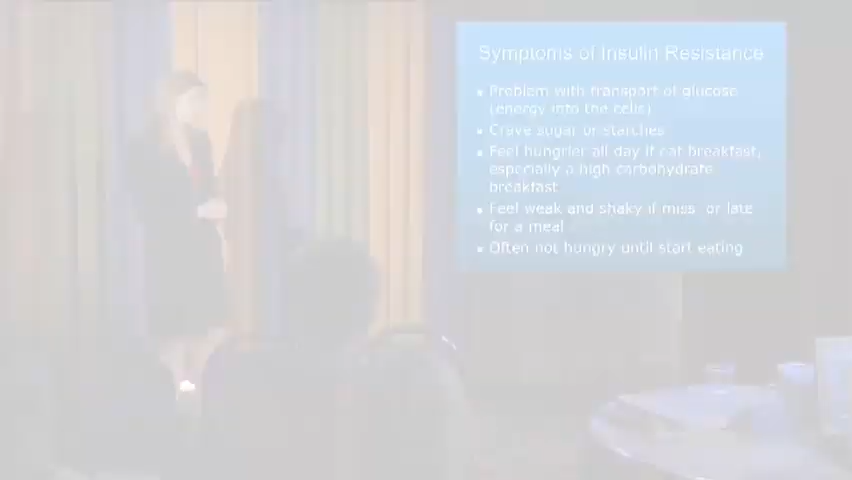 Symptoms of Insulin Resistance
▪ Problem with transport of glucose
(energy into the cells)
▪ Crave sugar or starches
▪ Feel hungrier all day if eat breakfast,
especially a high carbohydrate
breakfast
▪ Feel weak and shaky if miss or late
for a meal
▪ Often not hungry until start eating